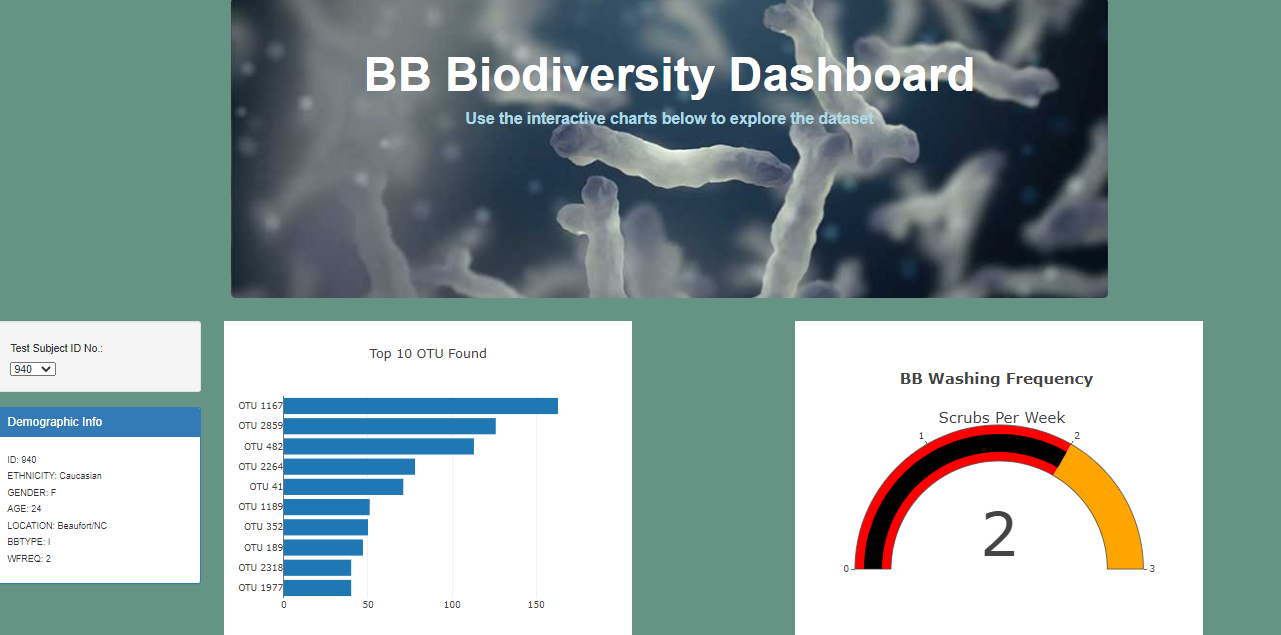 BB Biodiversity Dashboard
Use the interactive charts below to explore the dataset
Test Subject ID No.:
940
Demographic Info
ID: 940
ETHNICITY: Caucasian
GENDER: F
AGE: 24
LOCATION: Beaufort/NC
BBTYPE: I
WFREQ: 2
Top 10 OTU Found
OTU 1167
OTU 2859
OTU 482
OTU 2264
OTU 41
OTU 1189
OTU 352
OTU 189
OTU 2318
OTU 1977
0 50 100 150
BB Washing Frequency
Scrubs Per Week
1 2
2
0 3